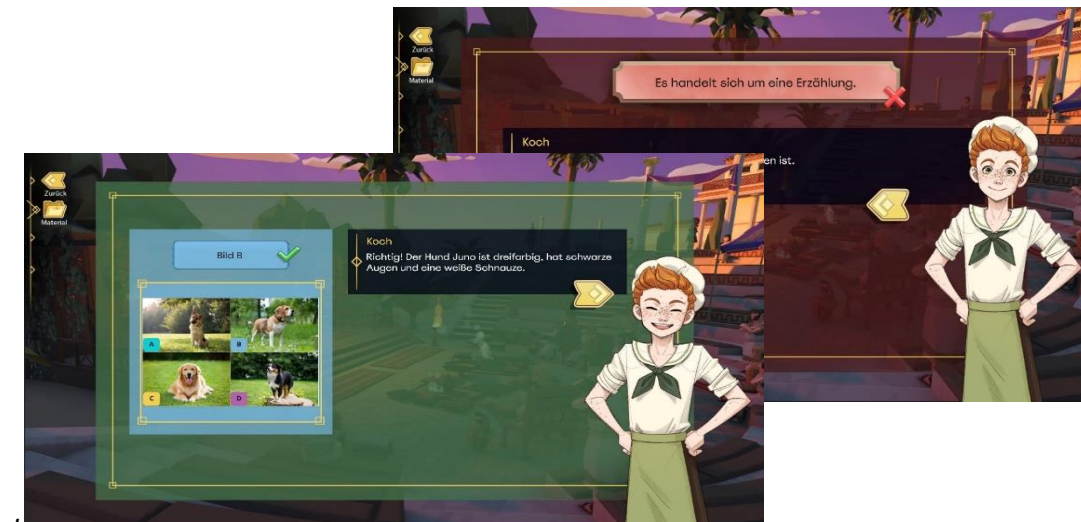 Zurück
Material
Es handelt sich um eine Erzählung.
Koch
en ist.
Zurück
Material
Bild B
A
B
C
D
Koch
Richtig! Der Hund Juno ist dreifarbig, hat schwarze
Augen und eine weiße Schnauze.